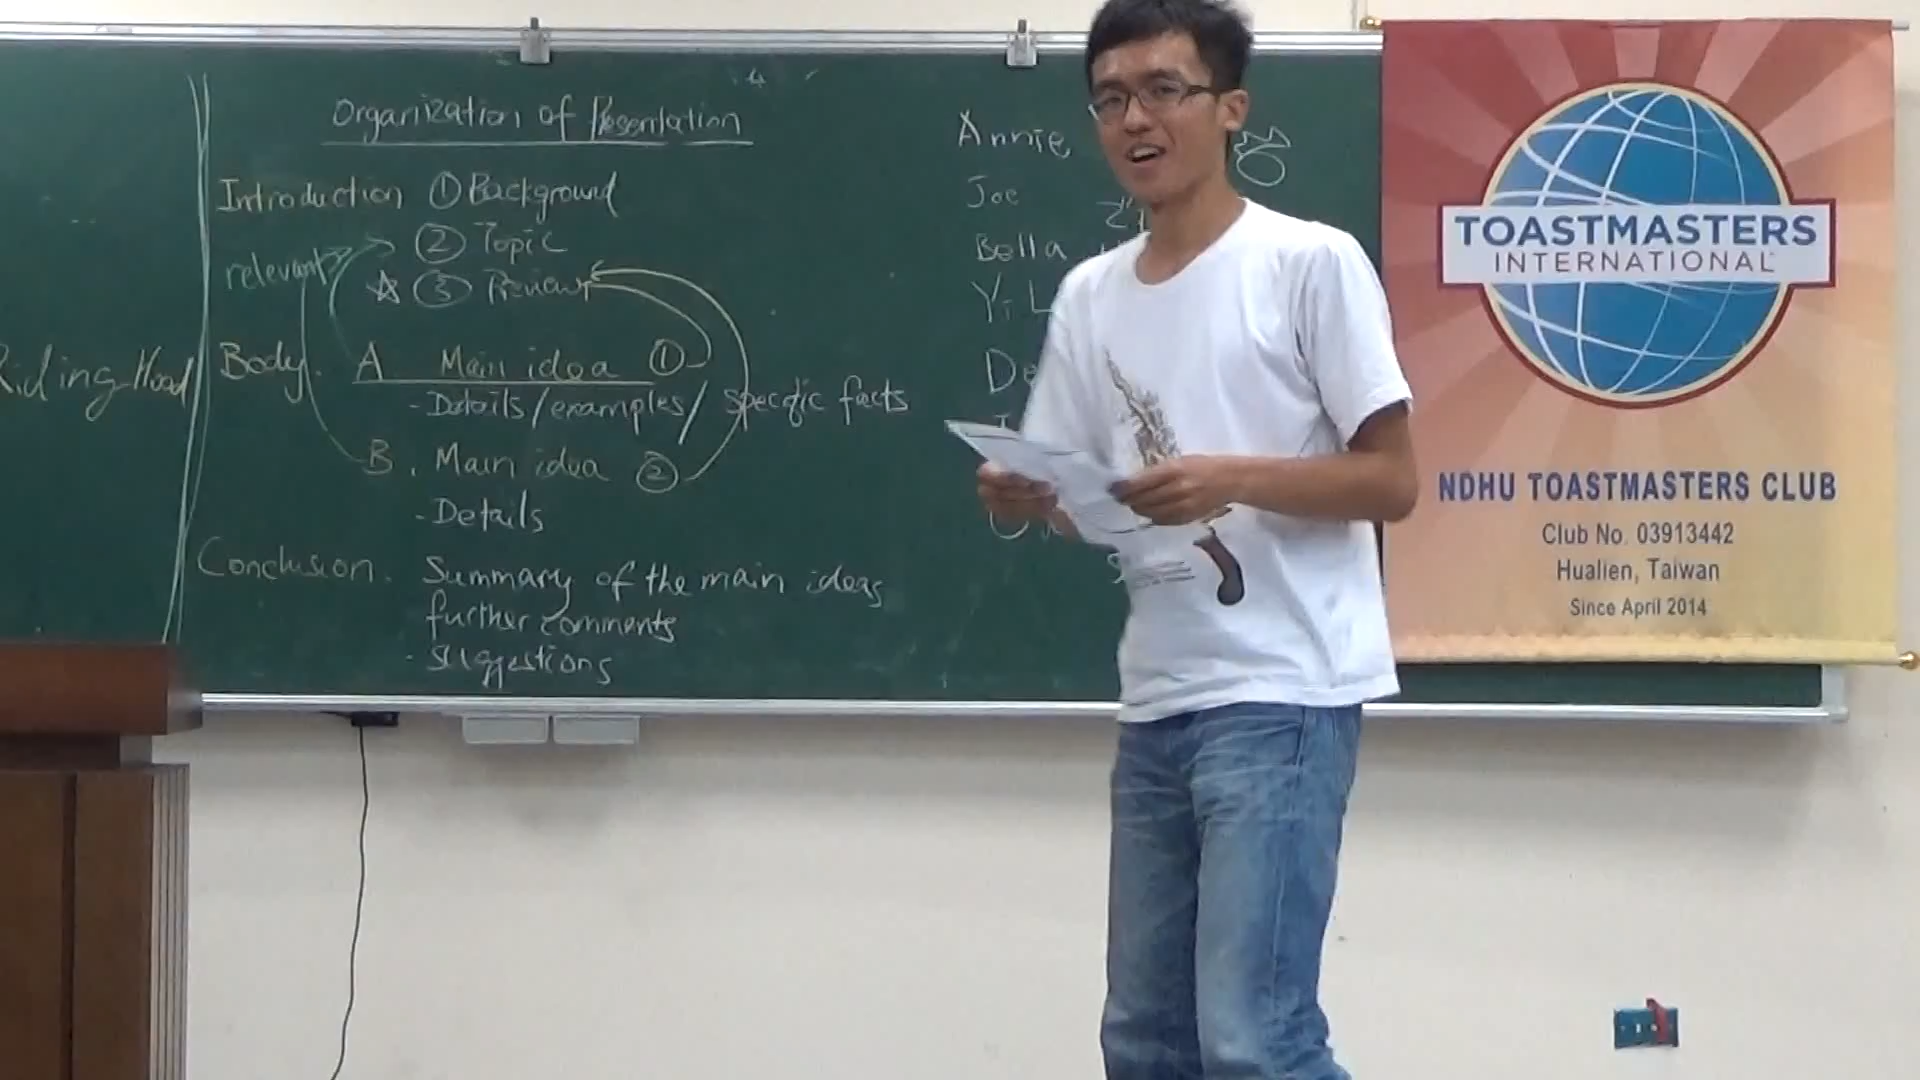 Organization of Presentation
Introduction ① Background
② Topic
relevant
☆ ③ Preview
Riding-Hood
Body. A. Main idea ①
- Details/examples/ specific facts
B. Main idea ②
- Details
Conclusion. Summary of the main ideas
further comments
- suggestions
Annie
Joe
Bella
TOASTMASTERS
INTERNATIONAL
NDHU TOASTMASTERS CLUB
Club No. 03913442
Hualien, Taiwan
Since April 2014